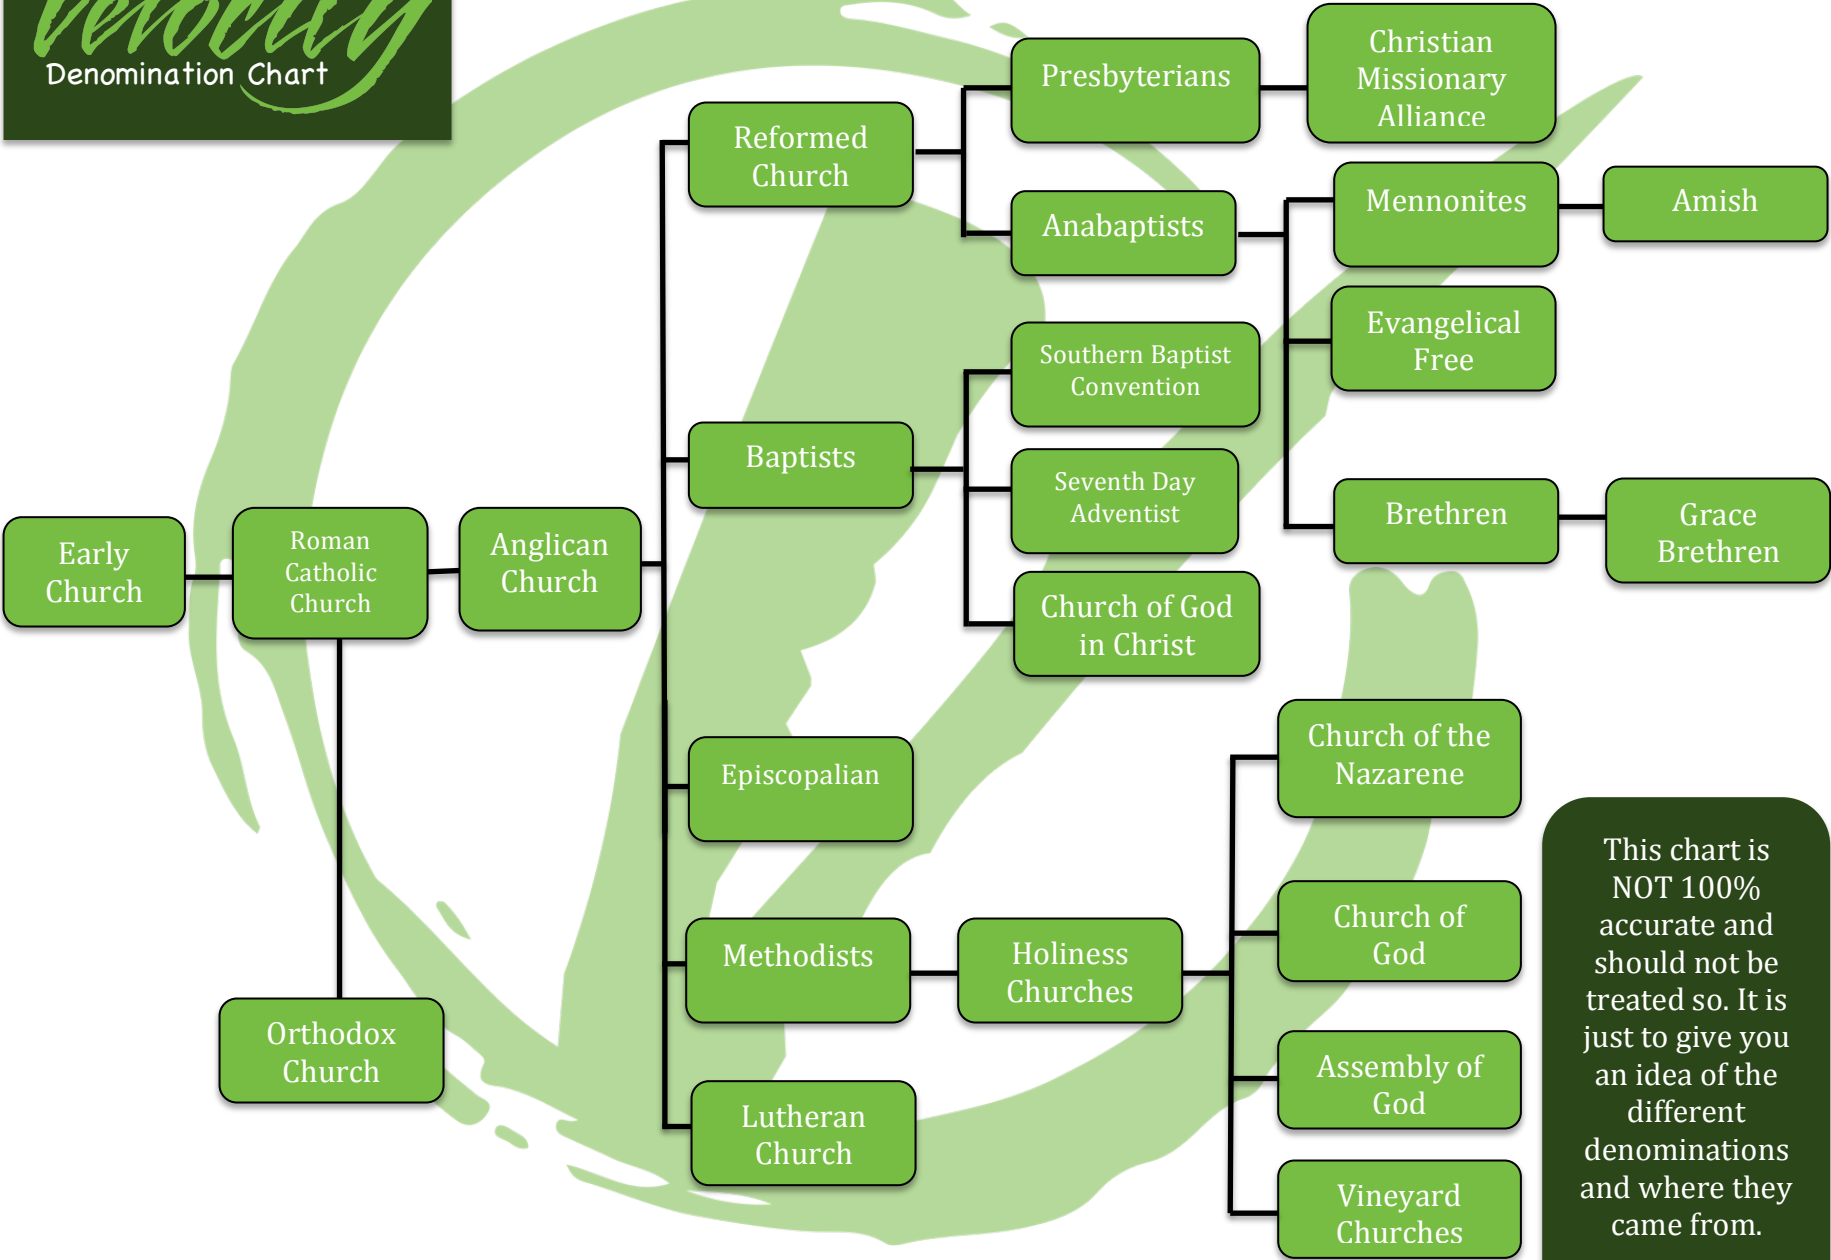 Velocity
Denomination Chart
Christian
Missionary
Alliance
Presbyterians
Reformed
Church
Mennonites
Amish
Anabaptists
Evangelical
Free
Southern Baptist
Convention
Baptists
Seventh Day
Adventist
Brethren
Grace
Brethren
Early
Church
Roman
Catholic
Church
Anglican
Church
Church of God
in Christ
Church of the
Nazarene
Episcopalian
Church of
God
Methodists
Holiness
Churches
Orthodox
Church
Assembly of
God
Lutheran
Church
Vineyard
Churches
This chart is
NOT 100%
accurate and
should not be
treated so. It is
just to give you
an idea of the
different
denominations
and where they
came from.